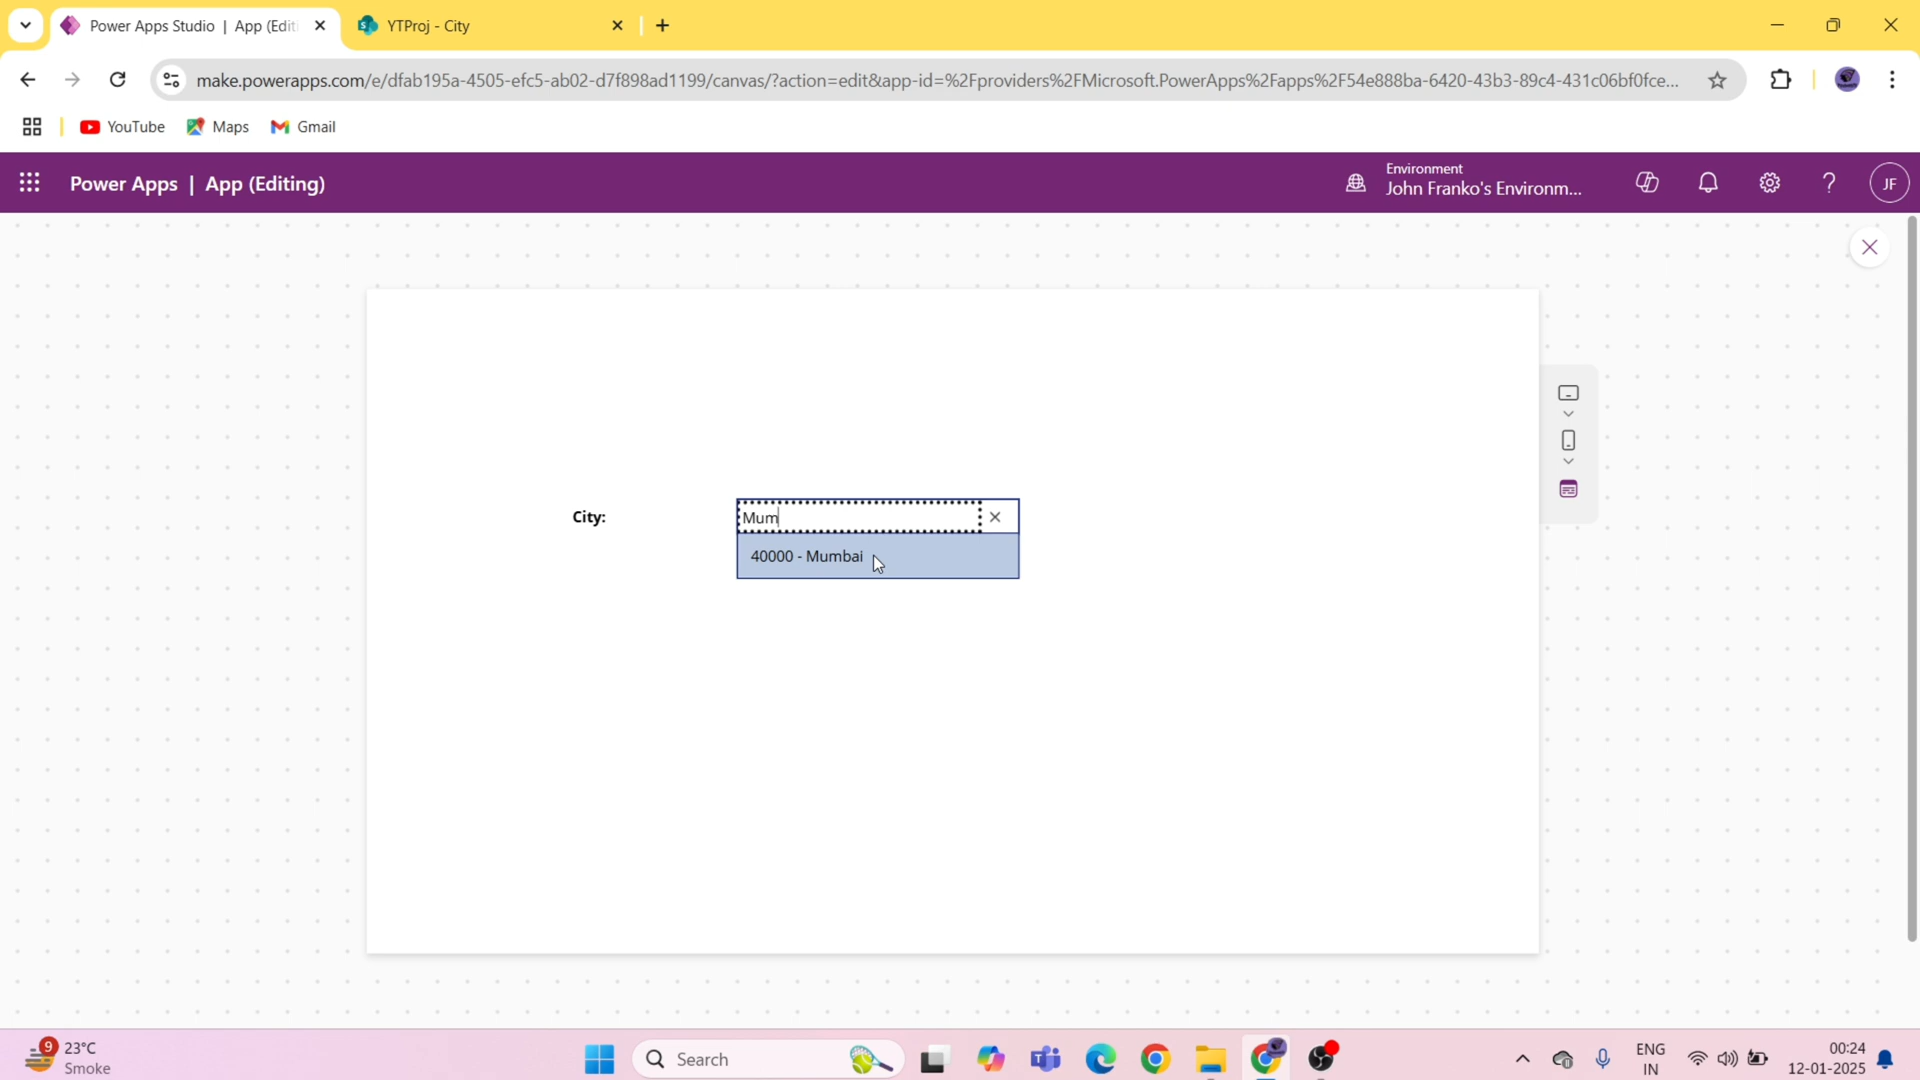 Power Apps Studio | App (Editi
YTProj - City
make.powerapps.com/e/dfab195a-4505-efc5-ab02-d7f898ad1199/canvas/?action=edit&app-id=%2Fproviders%2FMicrosoft.PowerApps%2Fapps%2F54e888ba-6420-43b3-89c4-431c06bf0fce...
YouTube
Maps
Gmail
Power Apps | App (Editing)
Environment
John Franko's Environm...
JF
City:
Mum
40000 - Mumbai
9
23°C
Smoke
Search
ENG
IN
00:24
12-01-2025